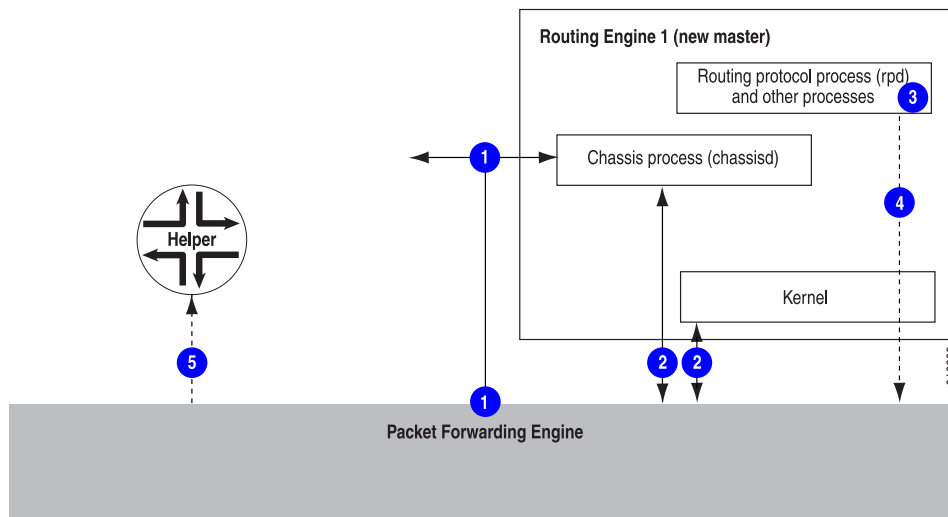 Routing Engine 1 (new master)
Routing protocol process (rpd)
and other processes
3
1
Chassis process (chassisd)
4
Helper
Kernel
5
2
2
1
Packet Forwarding Engine